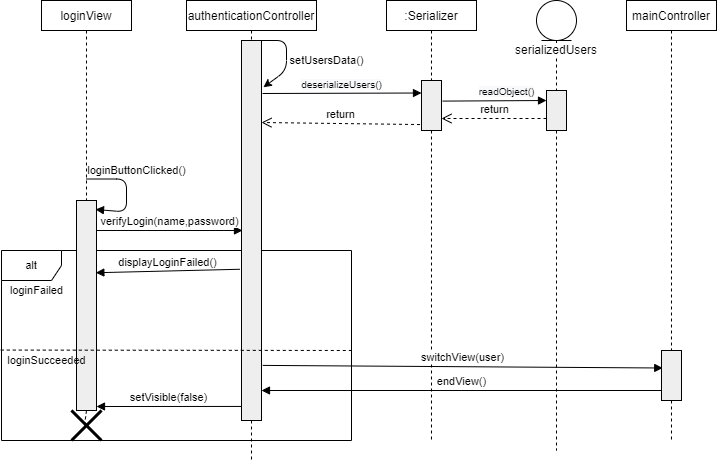 loginView
authenticationController
:Serializer
mainController
serializedUsers
setUsersData()
deserializeUsers()
readObject()
return
return
loginButtonClicked()
verifyLogin(name,password)
alt
displayLoginFailed()
loginFailed
loginSucceeded
switchView(user)
endView()
setVisible(false)